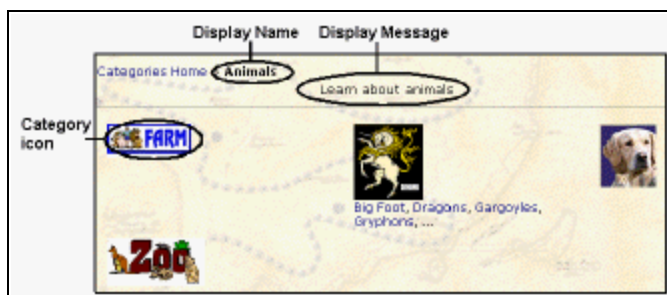 Display Name Display Message
Categories Home < Animals
Learn about animals
Category
icon
FARM
Big Foot, Dragons, Gargoyles,
Gryphons, ...
Zoo